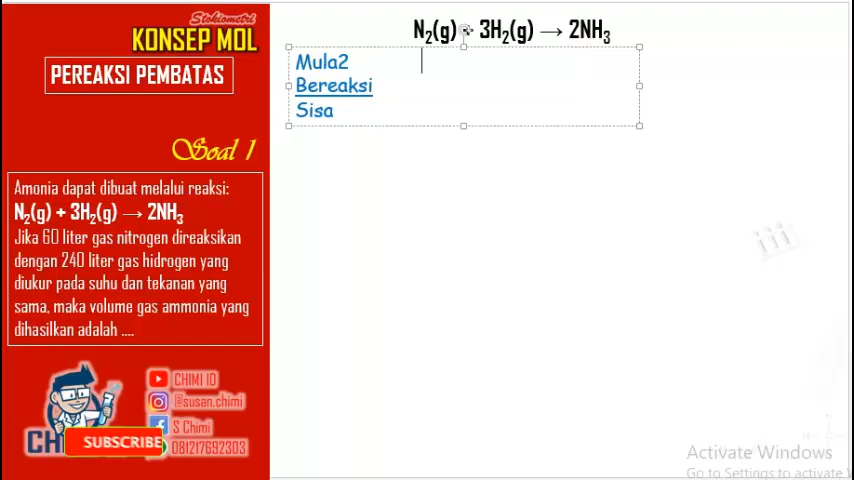 Stokiometri
KONSEP MOL
PEREAKSI PEMBATAS
Soal 1
Amonia dapat dibuat melalui reaksi:
N₂(g) + 3H₂(g) → 2NH₃
Jika 60 liter gas nitrogen direaksikan
dengan 240 liter gas hidrogen yang
diukur pada suhu dan tekanan yang
sama, maka volume gas ammonia yang
dihasilkan adalah ....
CHIMI ID
@susan.chimi
S Chimi
081217692303
CH
SUBSCRIBE
N₂(g) + 3H₂(g) → 2NH₃
Mula2
Bereaksi
Sisa
iii
Activate Windows
Go to Settings to activate W